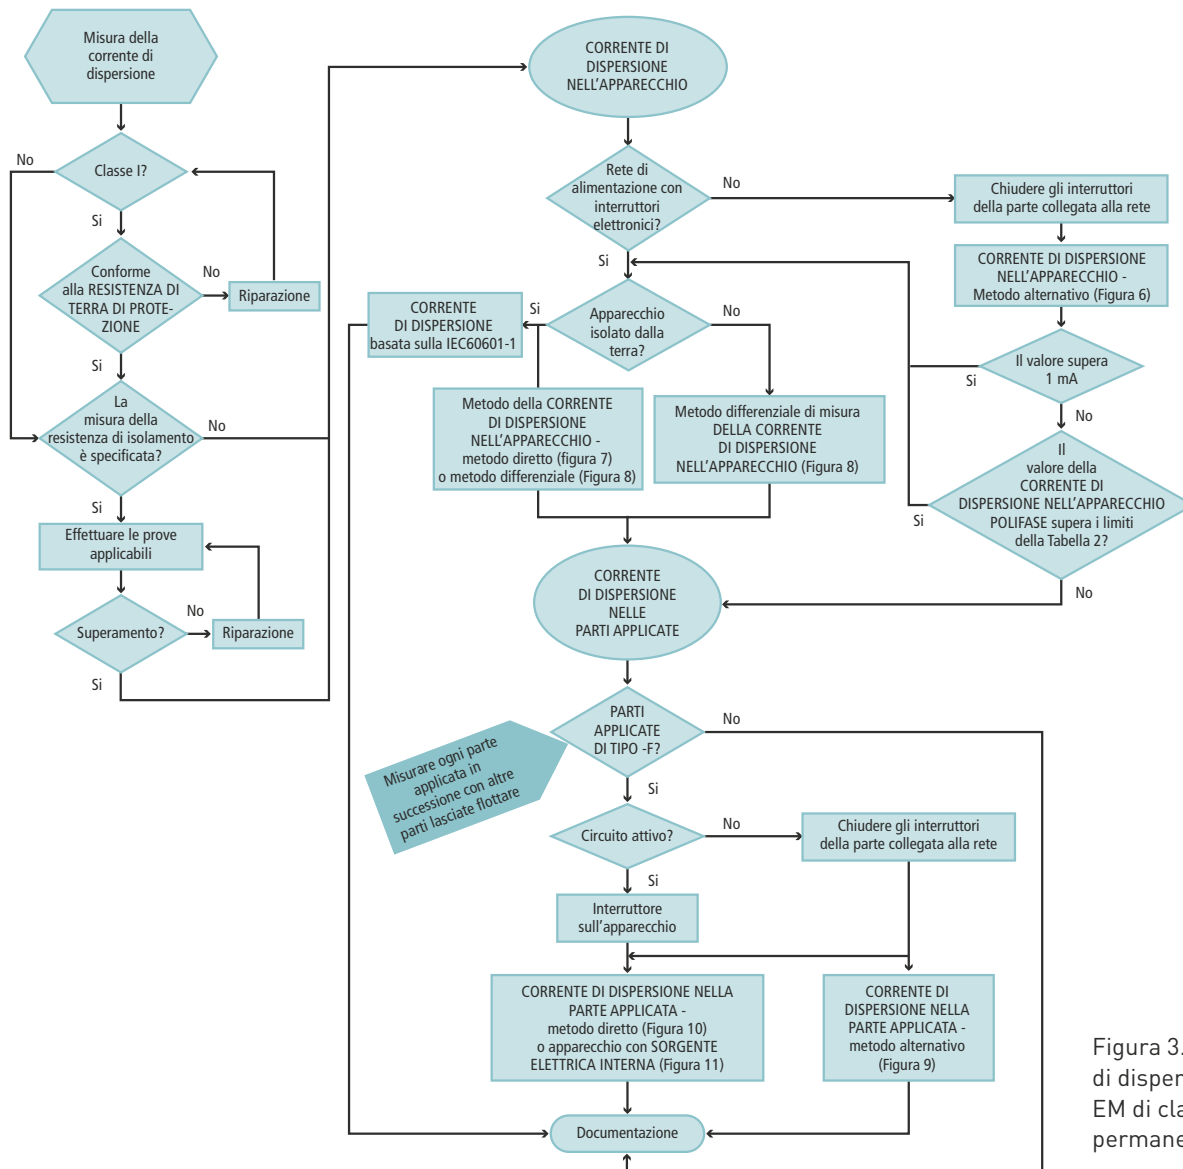 Misura della
corrente di
dispersione
No
Classe I?
Si
Conforme
alla RESISTENZA DI
TERRA DI PROTE-
ZIONE
No
Riparazione
Si
La
misura della
resistenza di isolamento
è specificata?
No
Si
Effettuare le prove
applicabili
Superamento?
No
Riparazione
Si
CORRENTE DI
DISPERSIONE
NELL'APPARECCHIO
Rete di
alimentazione con
interruttori
elettronici?
No
Si
Chiudere gli interruttori
della parte collegata alla rete
CORRENTE DI DISPERSIONE
NELL'APPARECCHIO -
Metodo alternativo (Figura 6)
Il valore supera
1 mA
Si
No
Il
valore della
CORRENTE DI
DISPERSIONE NELL'APPARECCHIO
POLIFASE supera i limiti
della Tabella 2?
Si
No
Apparecchio
isolato dalla
terra?
Si
No
CORRENTE
DI DISPERSIONE
basata sulla IEC60601-1
Metodo della CORRENTE
DI DISPERSIONE
NELL'APPARECCHIO -
metodo diretto (figura 7)
o metodo differenziale (Figura 8)
Metodo differenziale di misura
DELLA CORRENTE
DI DISPERSIONE
NELL'APPARECCHIO (Figura 8)
CORRENTE
DI DISPERSIONE
NELLE
PARTI APPLICATE
PARTI
APPLICATE
DI TIPO -F?
No
Si
Misurare ogni parte
applicata in
successione con altre
parti lasciate flottare
Circuito attivo?
No
Si
Chiudere gli interruttori
della parte collegata alla rete
Interruttore
sull'apparecchio
CORRENTE DI DISPERSIONE NELLA
PARTE APPLICATA -
metodo diretto (Figura 10)
o apparecchio con SORGENTE
ELETTRICA INTERNA (Figura 11)
CORRENTE DI
DISPERSIONE NELLA
PARTE APPLICATA -
metodo alternativo
(Figura 9)
Documentazione
Figura 3.
di disper
EM di cla
permane